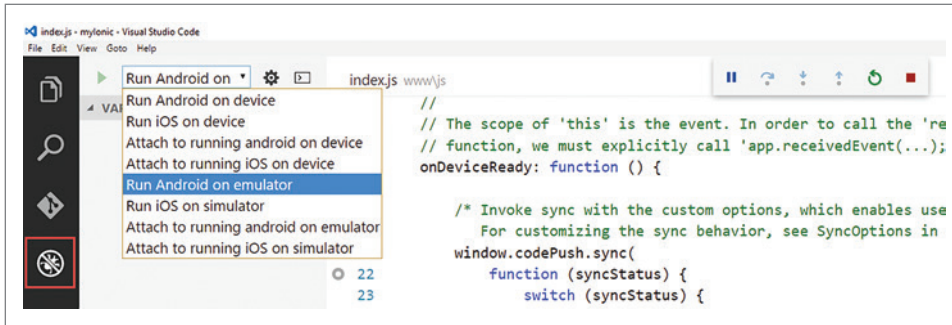 index.js - myIonic - Visual Studio Code
File Edit View Goto Help
Run Android on
index.js www\js
VAR
Run Android on device
Run iOS on device
Attach to running android on device
Attach to running iOS on device
Run Android on emulator
Run iOS on simulator
Attach to running android on emulator
Attach to running iOS on simulator
//
// The scope of 'this' is the event. In order to call the 're
// function, we must explicitly call 'app.receivedEvent(...);
onDeviceReady: function () {
/* Invoke sync with the custom options, which enables use
For customizing the sync behavior, see SyncOptions in
window.codePush.sync(
22 function (syncStatus) {
23 switch (syncStatus) {